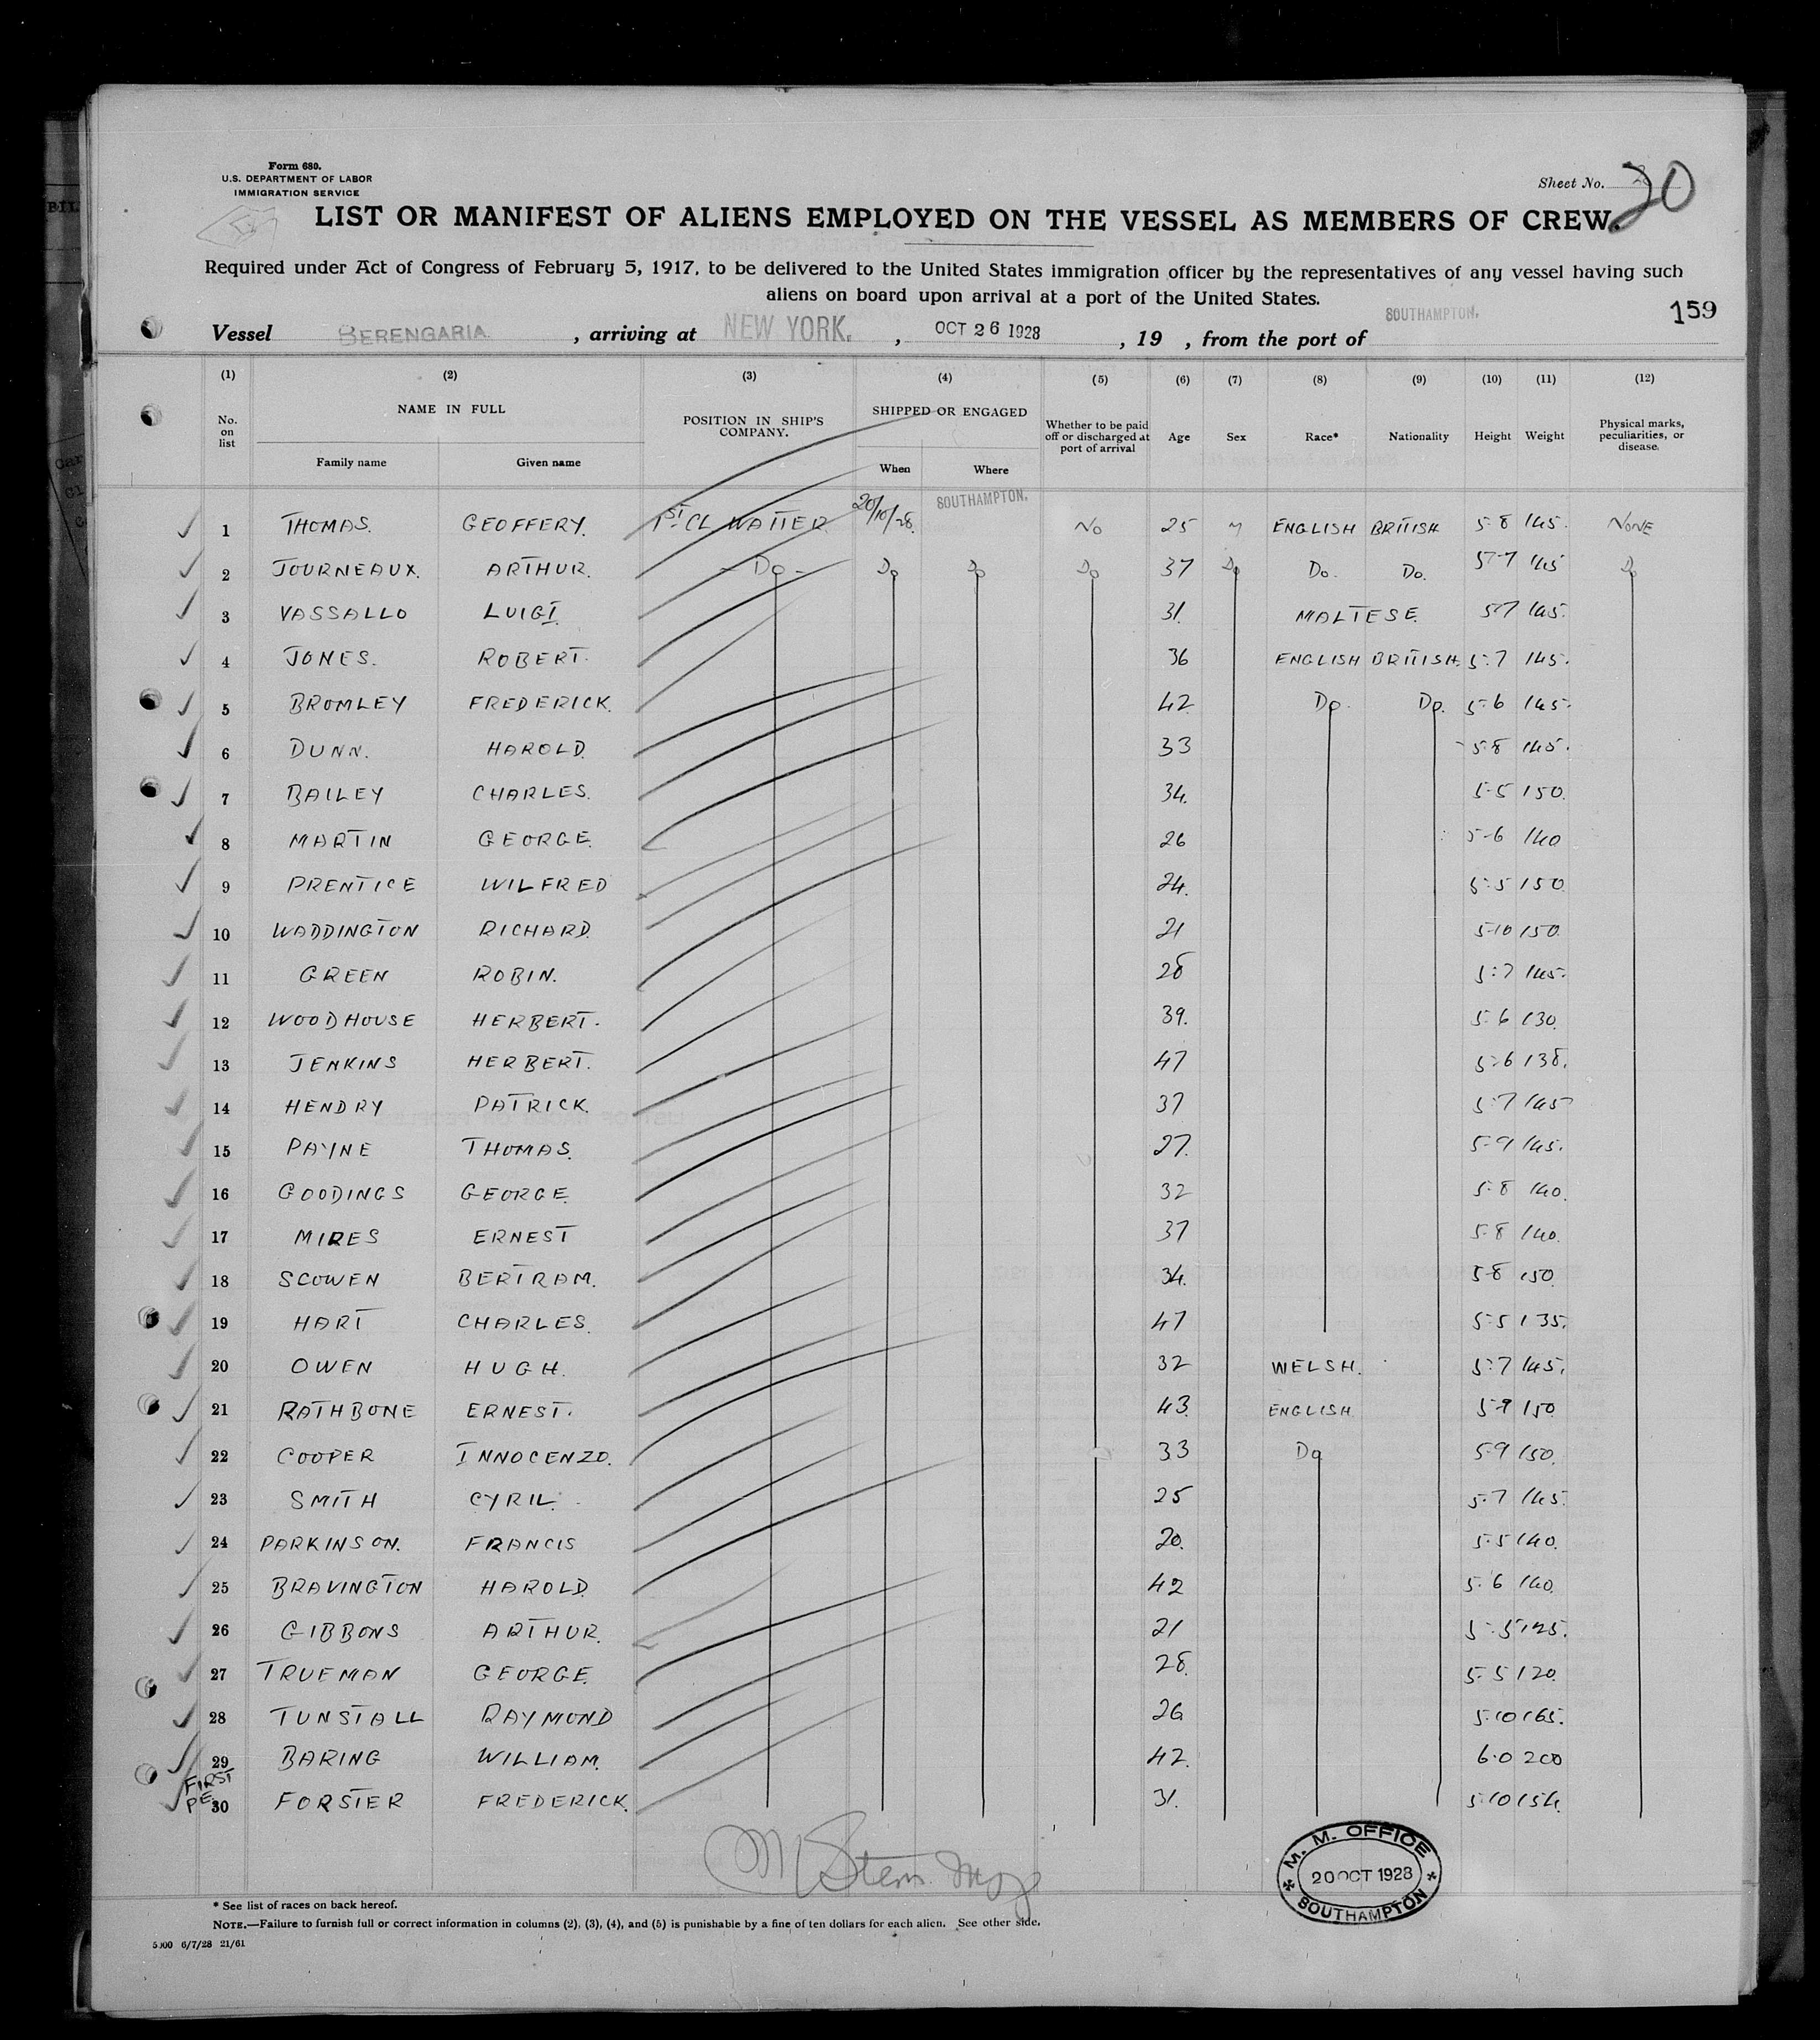 Form 680.
U.S. DEPARTMENT OF LABOR
IMMIGRATION SERVICE
Sheet No. 20
LIST OR MANIFEST OF ALIENS EMPLOYED ON THE VESSEL AS MEMBERS OF CREW.
Required under Act of Congress of February 5, 1917, to be delivered to the United States immigration officer by the representatives of any vessel having such
aliens on board upon arrival at a port of the United States.
159
Vessel BERENGARIA, arriving at NEW YORK., OCT 26 1928, 19 , from the port of SOUTHAMPTON.
(1) (2) (3) (4) (5) (6) (7) (8) (9) (10) (11) (12)
No. on list NAME IN FULL Family name Given name POSITION IN SHIP'S COMPANY. SHIPPED OR ENGAGED When Where Whether to be paid off or discharged at port of arrival Age Sex Race* Nationality Height Weight Physical marks, peculiarities, or disease.
1 THOMAS. GEOFFERY. 1ST CL WAITER 20/10/28. SOUTHAMPTON. NO 25 M ENGLISH BRITISH 5-8 145. NONE
2 JOURNEAUX. ARTHUR. - Do - Do Do Do 37 Do Do. Do. 5-7 145 Do
3 VASSALLO LUIGI 31. MALTESE. 5-7 145.
4 JONES. ROBERT. 36 ENGLISH BRITISH 5-7 145.
5 BROMLEY FREDERICK. 42 Do. Do. 5-6 145.
6 DUNN. HAROLD. 33 5-8 145.
7 BAILEY CHARLES. 34. 5-5 150.
8 MARTIN GEORGE. 26 5-6 140
9 PRENTICE WILFRED 24. 5-5 150
10 WADDINGTON RICHARD. 21 5-10 150.
11 GREEN ROBIN. 28 5-7 145.
12 WOODHOUSE HERBERT. 39. 5-6 130.
13 JENKINS HERBERT. 47 5-6 138.
14 HENDRY PATRICK. 37 5-7 145
15 PAYNE THOMAS. 27. 5-9 145.
16 GOODINGS GEORGE. 32 5-8 140.
17 MIRES ERNEST 37 5-8 140.
18 SCOWEN BERTRAM. 34. 5-8 150.
19 HART CHARLES. 47 5-5 135.
20 OWEN HUGH. 32 WELSH. 5-7 145.
21 RATHBONE ERNEST. 43. ENGLISH 5-9 150
22 COOPER INNOCENZO. 33 Do 5-9 150.
23 SMITH CYRIL. 25 5-7 145.
24 PARKINSON. FRANCIS 20. 5-5 140.
25 BRAVINGTON HAROLD 42 5-6 140.
26 GIBBONS ARTHUR. 21 5-5 125.
27 TRUEMAN GEORGE. 28. 5-5 120.
28 TUNSTALL RAYMOND 26 5-10 165.
29 BARING WILLIAM. 42. 6-0 200
FIRST
PE.
30 FORSTER FREDERICK. 31. 5-10 154.
M. M. OFFICE
20 OCT 1928
SOUTHAMPTON
* See list of races on back hereof.
NOTE.—Failure to furnish full or correct information in columns (2), (3), (4), and (5) is punishable by a fine of ten dollars for each alien. See other side.
5000 6/7/28 21/61